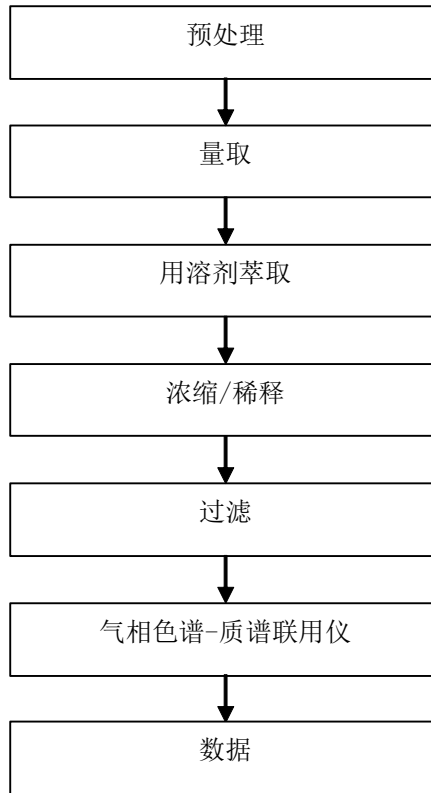 预处理
量取
用溶剂萃取
浓缩/稀释
过滤
气相色谱-质谱联用仪
数据